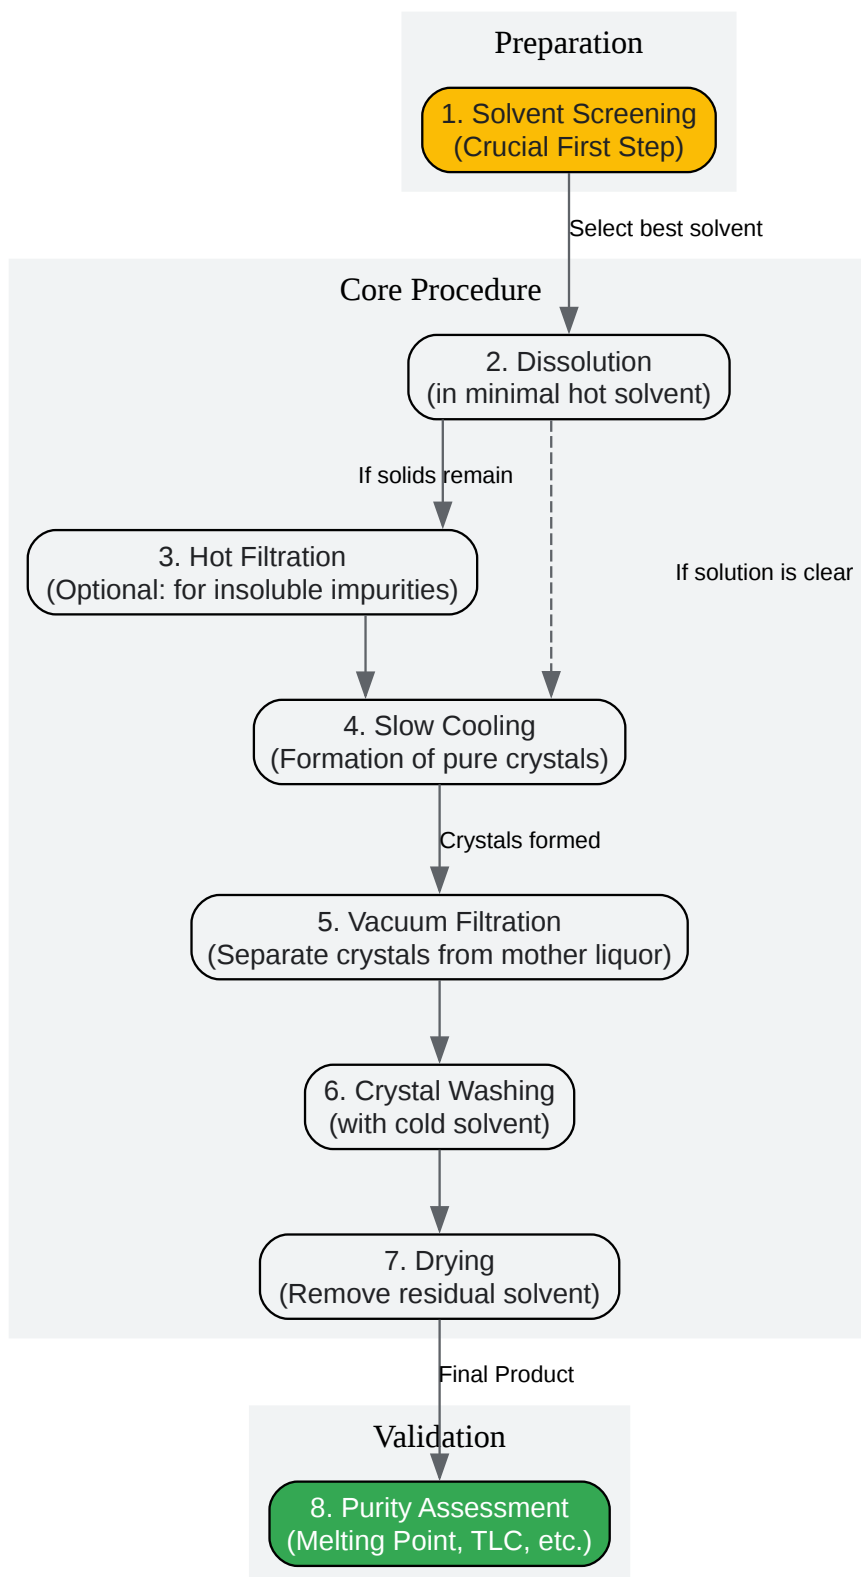 Preparation
1. Solvent Screening
(Crucial First Step)
Select best solvent
Core Procedure
2. Dissolution
(in minimal hot solvent)
If solids remain
3. Hot Filtration
(Optional: for insoluble impurities)
If solution is clear
4. Slow Cooling
(Formation of pure crystals)
Crystals formed
5. Vacuum Filtration
(Separate crystals from mother liquor)
6. Crystal Washing
(with cold solvent)
7. Drying
(Remove residual solvent)
Final Product
Validation
8. Purity Assessment
(Melting Point, TLC, etc.)